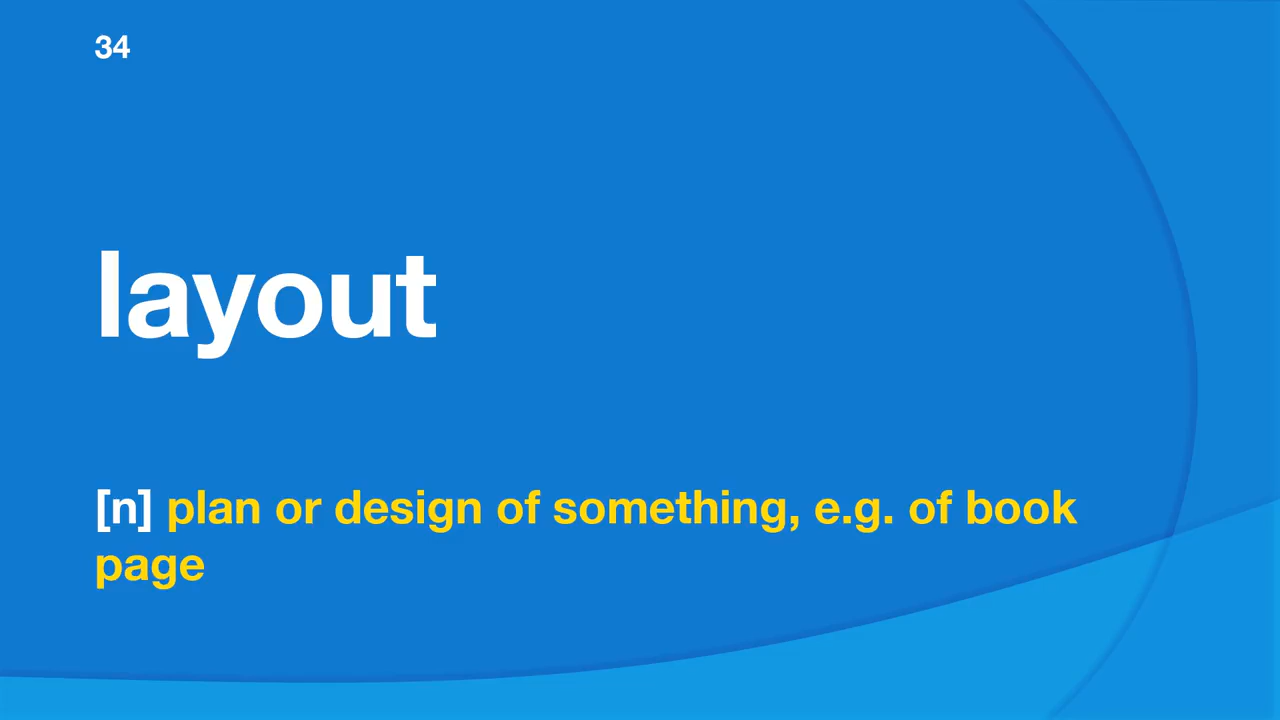 34
layout
[n] plan or design of something, e.g. of book
page